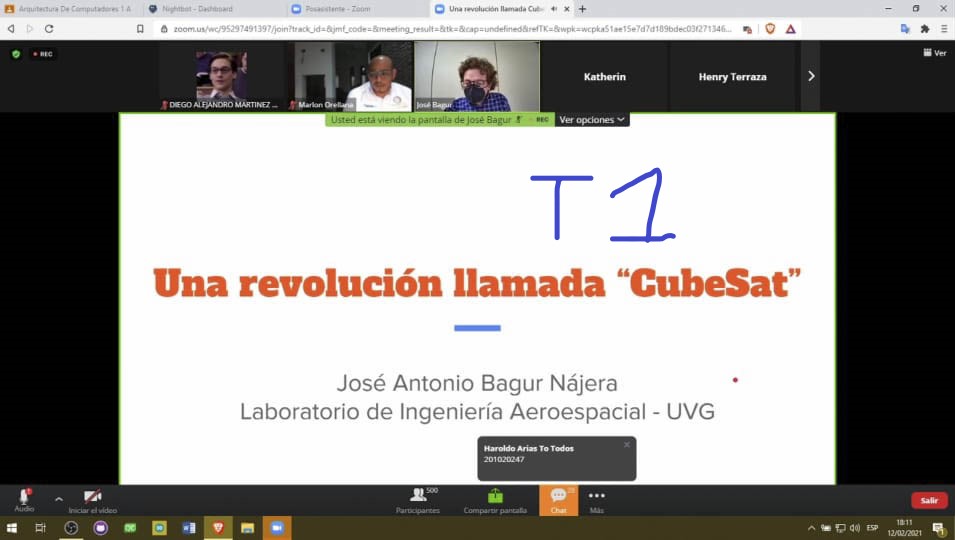 Arquitectura De Computadores 1 A
Nightbot - Dashboard
Posasistente - Zoom
Una revolución llamada Cube
zoom.us/wc/95297491397/join?track_id=&jmf_code=&meeting_result=&tk=&cap=undefined&refTK=&wpk=wcpka51ae15e7d7d189bdec03f271346...
REC
Ver
DIEGO ALEJANDRO MARTINEZ ...
Marlon Orellana
José Bagur
Katherin
Henry Terraza
Usted está viendo la pantalla de José Bagur
REC
Ver opciones
T1
Una revolución llamada “CubeSat”
José Antonio Bagur Nájera
Laboratorio de Ingeniería Aeroespacial - UVG
Haroldo Arias To Todos
201020247
Audio
Iniciar el vídeo
500
Participantes
Compartir pantalla
28
Chat
Más
Salir
ESP
18:11
12/02/2021